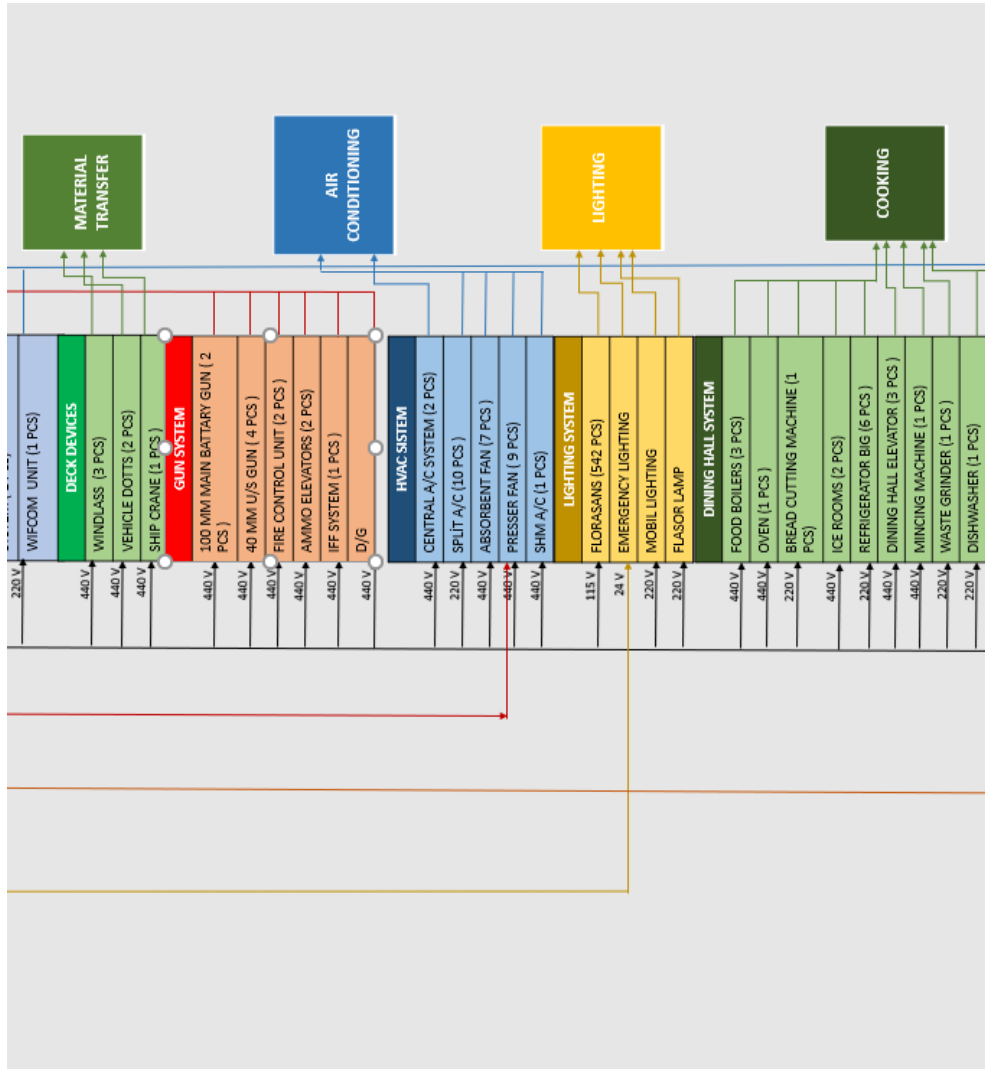 MATERIAL
TRANSFER
AIR
CONDITIONING
LIGHTING
COOKING
WIFCOM UNIT (1 PCS)
DECK DEVICES
WINDLASS (3 PCS)
VEHICLE DOTTS (2 PCS)
SHIP CRANE (1 PCS )
GUN SYSTEM
100 MM MAIN BATTARY GUN ( 2
PCS )
40 MM U/S GUN ( 4 PCS )
FIRE CONTROL UNIT (2 PCS )
AMMO ELEVATORS (2 PCS)
IFF SYSTEM (1 PCS )
D/G
HVAC SISTEM
CENTRAL A/C SYSTEM (2 PCS)
SPLİT A/C (10 PCS )
ABSORBENT FAN (7 PCS )
PRESSER FAN ( 9 PCS)
SHM A/C (1 PCS)
LIGHTING SYSTEM
FLORASANS (542 PCS)
EMERGENCY LIGHTING
MOBIL LIGHTING
FLASOR LAMP
DINING HALL SYSTEM
FOOD BOILERS (3 PCS)
OVEN (1 PCS )
BREAD CUTTING MACHINE (1
PCS)
ICE ROOMS (2 PCS)
REFRIGERATOR BIG (6 PCS )
DINING HALL ELEVATOR (3 PCS )
MINCING MACHINE (1 PCS )
WASTE GRINDER (1 PCS )
DISHWASHER (1 PCS)
220 V
440 V
440 V
440 V
440 V
440 V
440 V
440 V
440 V
440 V
440 V
220 V
440 V
440 V
440 V
115 V
24 V
220 V
220 V
440 V
440 V
220 V
440 V
220 V
440 V
440 V
220 V
220 V